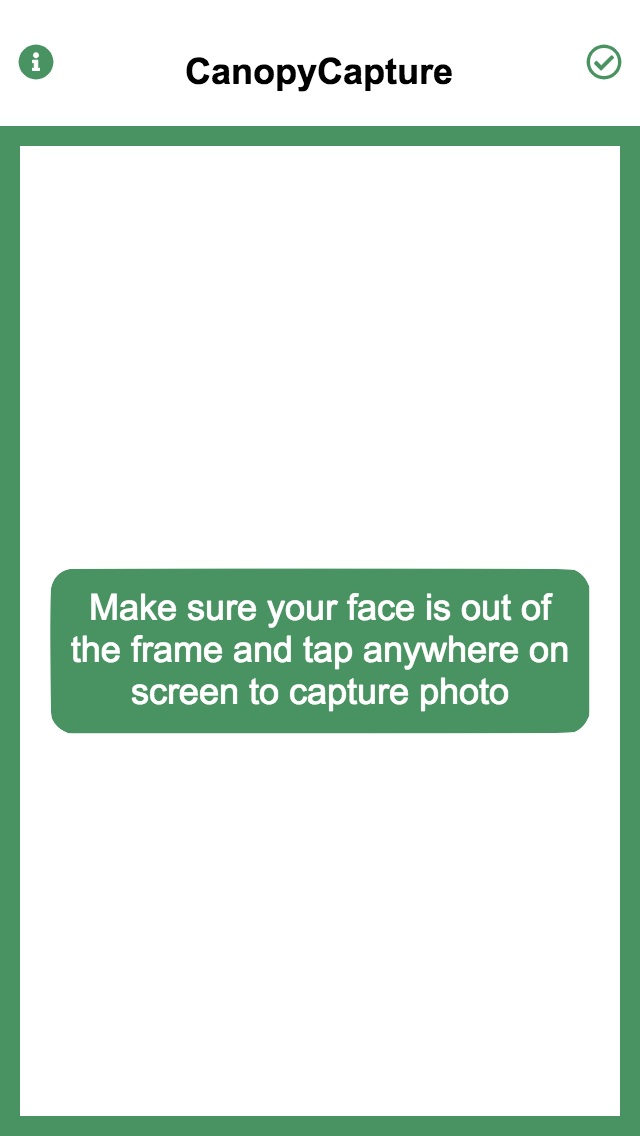 CanopyCapture
Make sure your face is out of
the frame and tap anywhere on
screen to capture photo